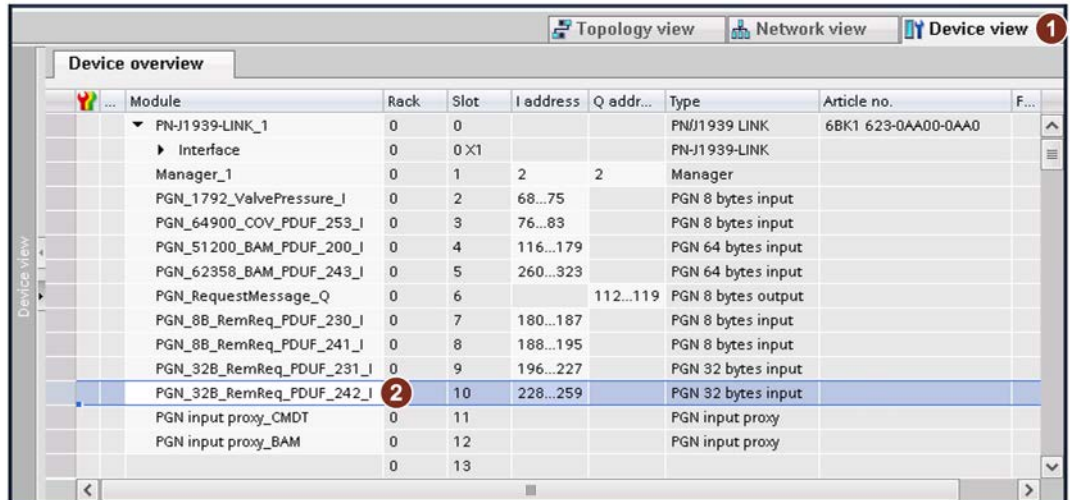 Topology view Network view Device view 1
Device overview
... Module Rack Slot I address Q addr... Type Article no. F...
PN-J1939-LINK_1 0 0 PN/J1939 LINK 6BK1 623-0AA00-0AA0
Interface 0 0 X1 PN-J1939-LINK
Manager_1 0 1 2 2 Manager
PGN_1792_ValvePressure_I 0 2 68...75 PGN 8 bytes input
PGN_64900_COV_PDUF_253_I 0 3 76...83 PGN 8 bytes input
PGN_51200_BAM_PDUF_200_I 0 4 116...179 PGN 64 bytes input
PGN_62358_BAM_PDUF_243_I 0 5 260...323 PGN 64 bytes input
PGN_RequestMessage_Q 0 6 112...119 PGN 8 bytes output
PGN_8B_RemReq_PDUF_230_I 0 7 180...187 PGN 8 bytes input
PGN_8B_RemReq_PDUF_241_I 0 8 188...195 PGN 8 bytes input
PGN_32B_RemReq_PDUF_231_I 0 9 196...227 PGN 32 bytes input
PGN_32B_RemReq_PDUF_242_I 2 10 228...259 PGN 32 bytes input
PGN input proxy_CMDT 0 11 PGN input proxy
PGN input proxy_BAM 0 12 PGN input proxy
0 13
Device view